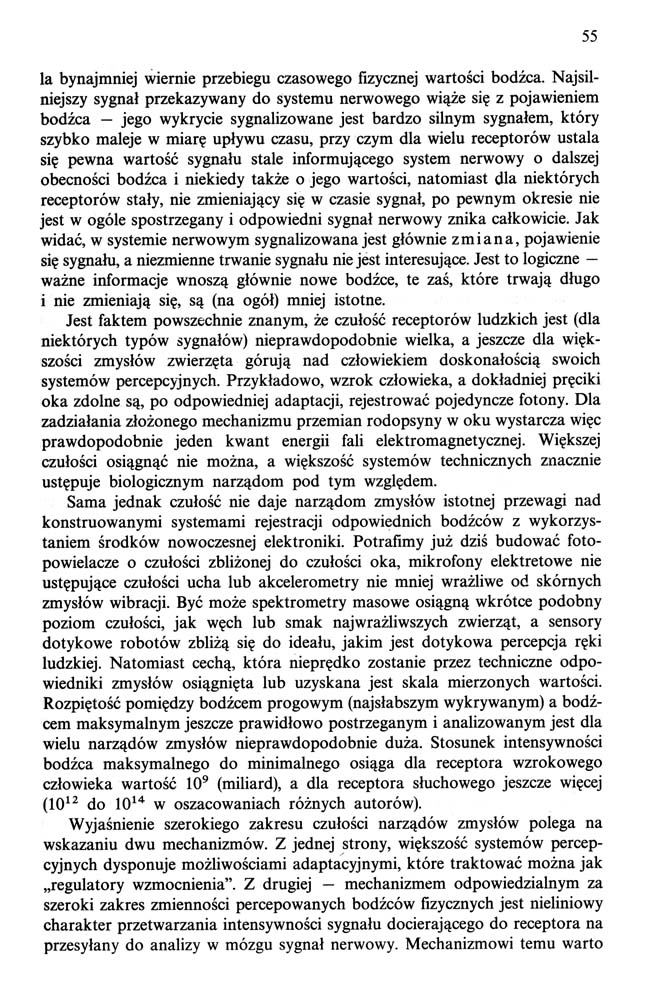 55
la bynajmniej wiernie przebiegu czasowego fizycznej wartości bodźca. Najsil-
niejszy sygnał przekazywany do systemu nerwowego wiąże się z pojawieniem
bodźca — jego wykrycie sygnalizowane jest bardzo silnym sygnałem, który
szybko maleje w miarę upływu czasu, przy czym dla wielu receptorów ustala
się pewna wartość sygnału stale informującego system nerwowy o dalszej
obecności bodźca i niekiedy także o jego wartości, natomiast dla niektórych
receptorów stały, nie zmieniający się w czasie sygnał, po pewnym okresie nie
jest w ogóle spostrzegany i odpowiedni sygnał nerwowy znika całkowicie. Jak
widać, w systemie nerwowym sygnalizowana jest głównie zmiana, pojawienie
się sygnału, a niezmienne trwanie sygnału nie jest interesujące. Jest to logiczne —
ważne informacje wnoszą głównie nowe bodźce, te zaś, które trwają długo
i nie zmieniają się, są (na ogół) mniej istotne.
Jest faktem powszechnie znanym, że czułość receptorów ludzkich jest (dla
niektórych typów sygnałów) nieprawdopodobnie wielka, a jeszcze dla więk-
szości zmysłów zwierzęta górują nad człowiekiem doskonałością swoich
systemów percepcyjnych. Przykładowo, wzrok człowieka, a dokładniej pręciki
oka zdolne są, po odpowiedniej adaptacji, rejestrować pojedyncze fotony. Dla
zadziałania złożonego mechanizmu przemian rodopsyny w oku wystarcza więc
prawdopodobnie jeden kwant energii fali elektromagnetycznej. Większej
czułości osiągnąć nie można, a większość systemów technicznych znacznie
ustępuje biologicznym narządom pod tym względem.
Sama jednak czułość nie daje narządom zmysłów istotnej przewagi nad
konstruowanymi systemami rejestracji odpowiednich bodźców z wykorzys-
taniem środków nowoczesnej elektroniki. Potrafimy już dziś budować foto-
powielacze o czułości zbliżonej do czułości oka, mikrofony elektretowe nie
ustępujące czułości ucha lub akcelerometry nie mniej wrażliwe od skórnych
zmysłów wibracji. Być może spektrometry masowe osiągną wkrótce podobny
poziom czułości, jak węch lub smak najwrażliwszych zwierząt, a sensory
dotykowe robotów zbliżą się do ideału, jakim jest dotykowa percepcja ręki
ludzkiej. Natomiast cechą, która nieprędko zostanie przez techniczne odpo-
wiedniki zmysłów osiągnięta lub uzyskana jest skala mierzonych wartości.
Rozpiętość pomiędzy bodźcem progowym (najsłabszym wykrywanym) a bodź-
cem maksymalnym jeszcze prawidłowo postrzeganym i analizowanym jest dla
wielu narządów zmysłów nieprawdopodobnie duża. Stosunek intensywności
bodźca maksymalnego do minimalnego osiąga dla receptora wzrokowego
człowieka wartość 10⁹ (miliard), a dla receptora słuchowego jeszcze więcej
(10¹² do 10¹⁴ w oszacowaniach różnych autorów).
Wyjaśnienie szerokiego zakresu czułości narządów zmysłów polega na
wskazaniu dwu mechanizmów. Z jednej strony, większość systemów percep-
cyjnych dysponuje możliwościami adaptacyjnymi, które traktować można jak
„regulatory wzmocnienia”. Z drugiej — mechanizmem odpowiedzialnym za
szeroki zakres zmienności percepowanych bodźców fizycznych jest nieliniowy
charakter przetwarzania intensywności sygnału docierającego do receptora na
przesyłany do analizy w mózgu sygnał nerwowy. Mechanizmowi temu warto